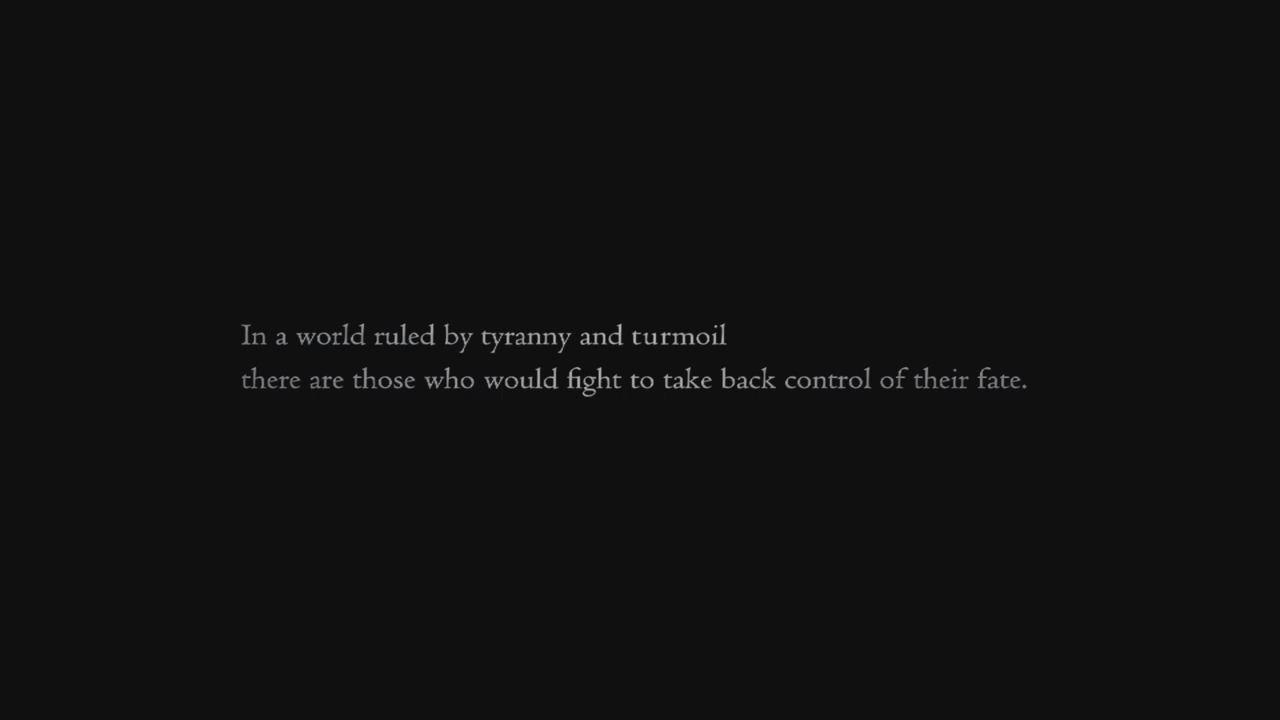 In a world ruled by tyranny and turmoil
there are those who would fight to take back control of their fate.